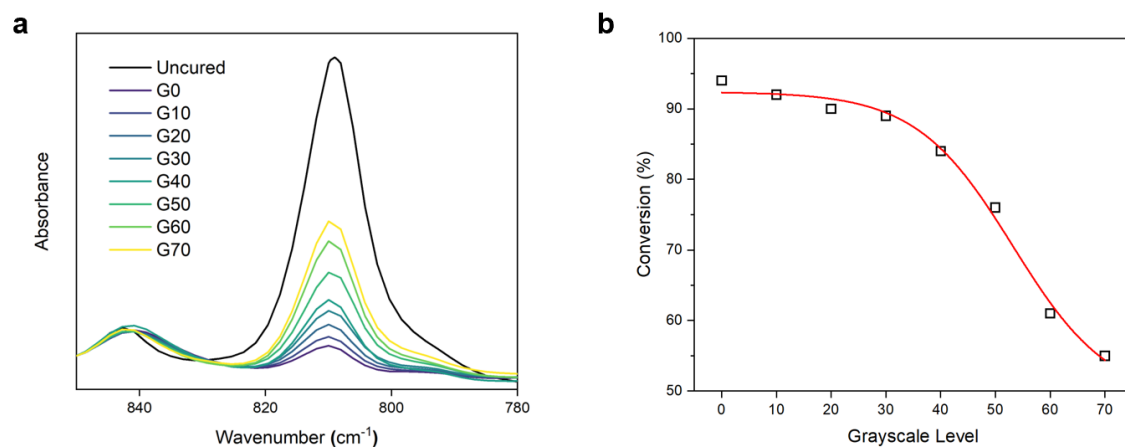 a
Uncured
G0
G10
G20
G30
G40
G50
G60
G70
Absorbance
840
820
800
780
Wavenumber (cm⁻¹)
b
100
90
80
70
60
50
Conversion (%)
0
10
20
30
40
50
60
70
Grayscale Level